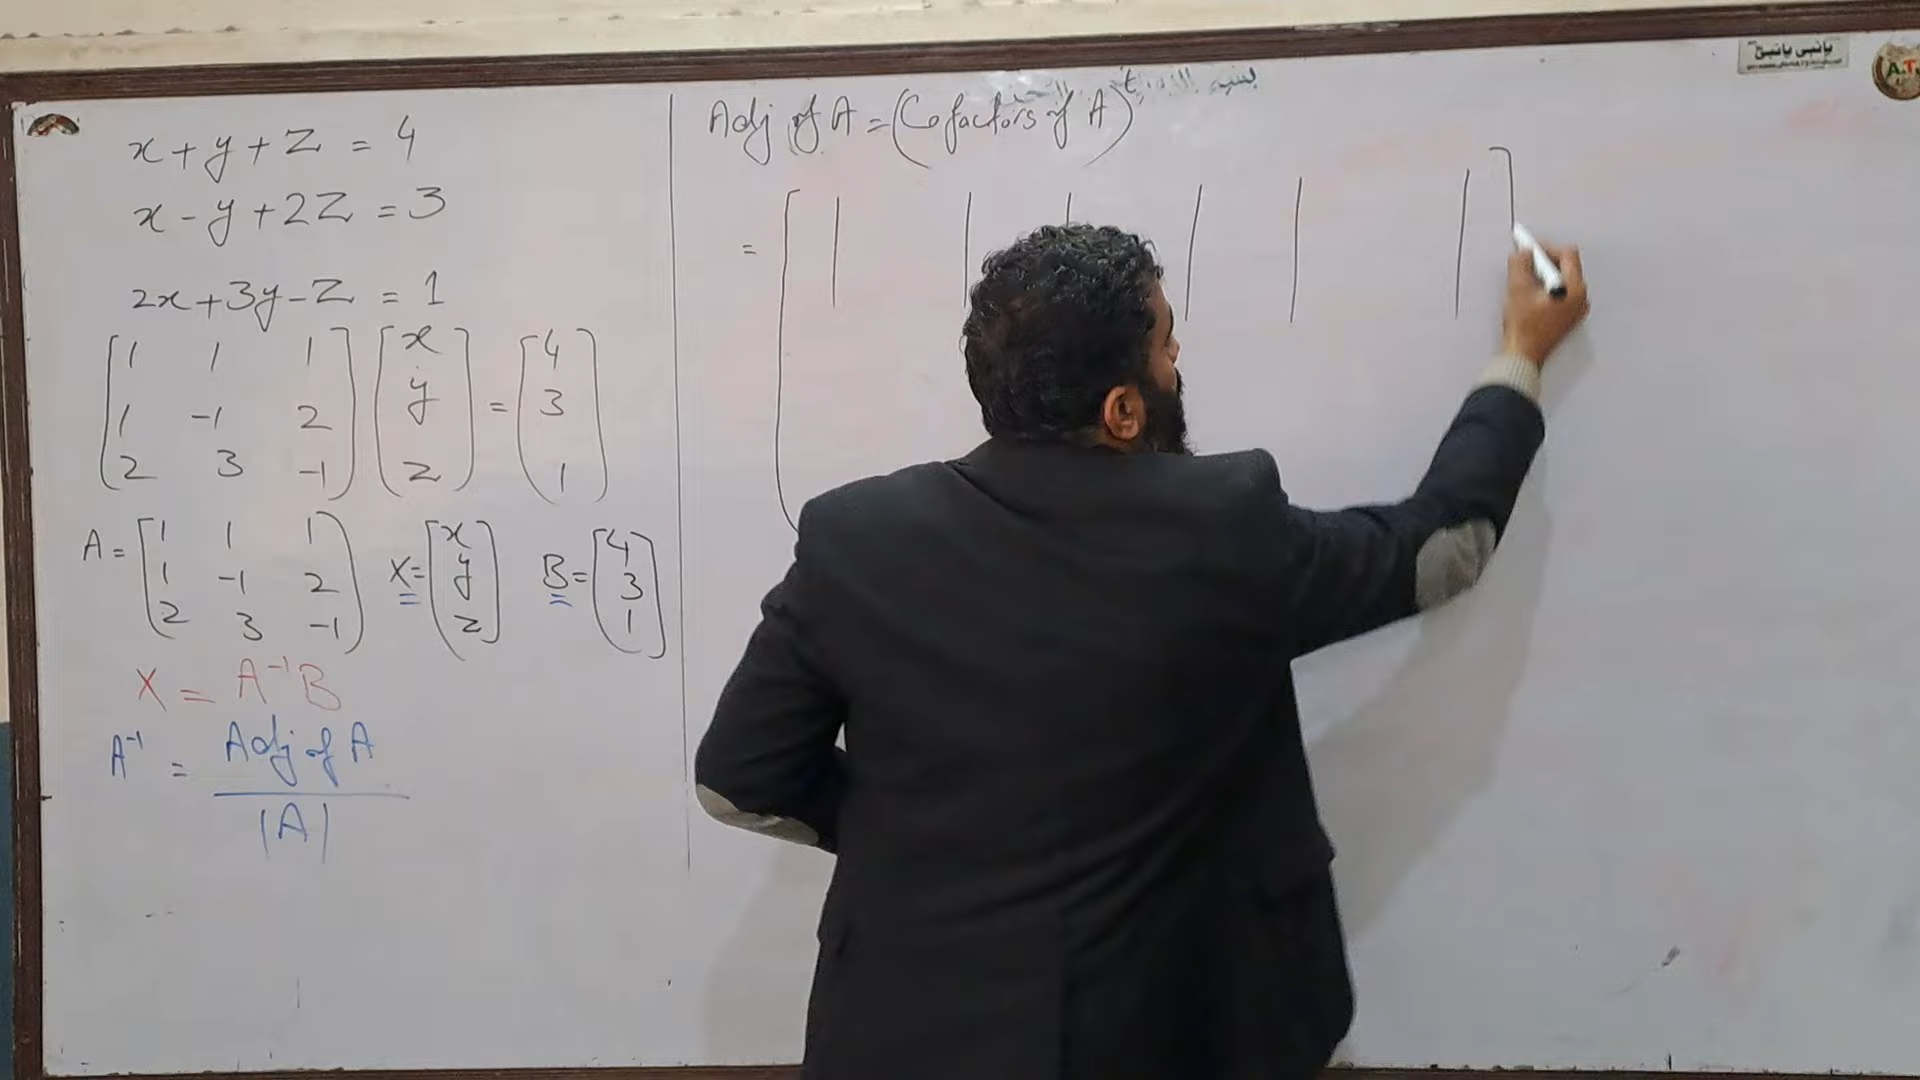 x + y + z = 4
x - y + 2z = 3
2x + 3y - z = 1
[1 1 1] [x] = [4]
[1 -1 2] [y] [3]
[2 3 -1] [z] [1]
A = [1 1 1] X = [x] B = [4]
[1 -1 2] [y] [3]
[2 3 -1] [z] [1]
X = A⁻¹B
A⁻¹ = Adj of A
|A|
Adj of A = (Cofactors of A)ᵗ
=
A.T